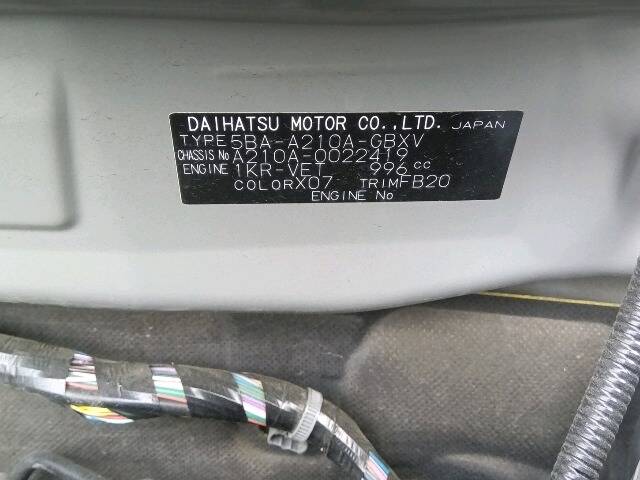 DAIHATSU MOTOR CO.,LTD. JAPAN
TYPE 5BA-A210A-GBXV
CHASSIS No A210A-0022419
ENGINE 1KR-VET 996 cc
COLOR X07 TRIM FB20
ENGINE No